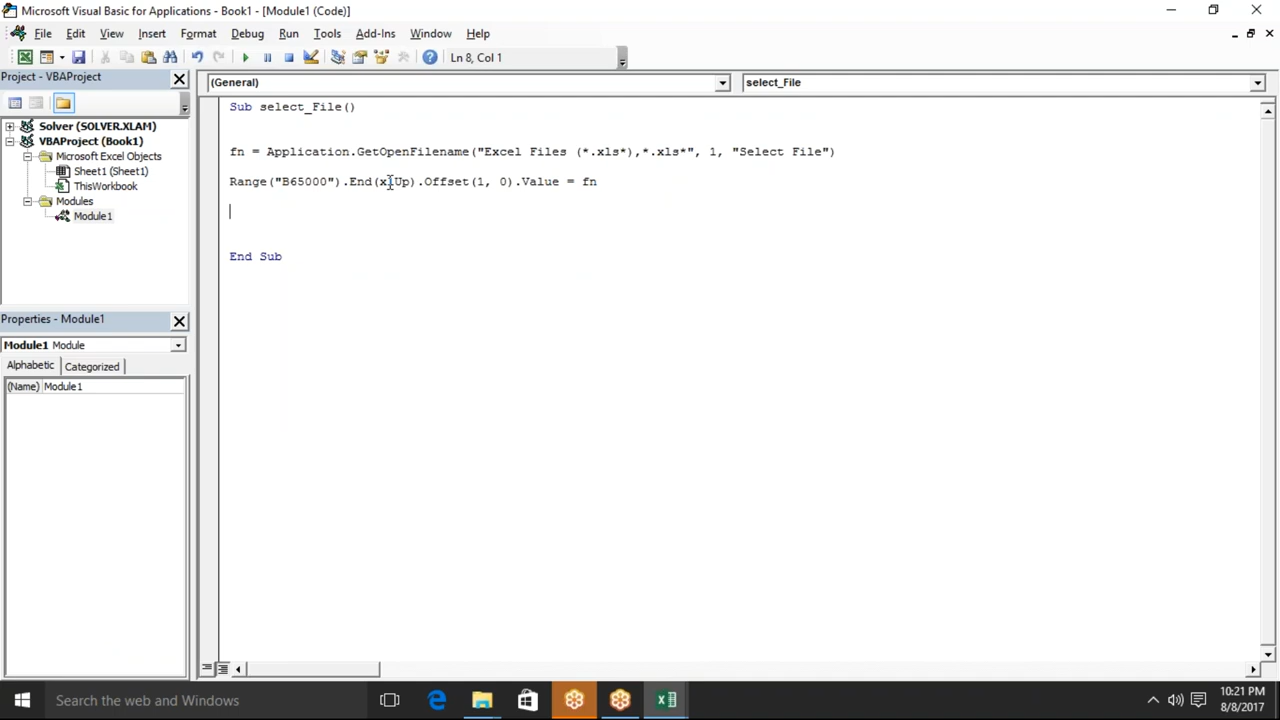 Microsoft Visual Basic for Applications - Book1 - [Module1 (Code)]
File Edit View Insert Format Debug Run Tools Add-Ins Window Help
Ln 8, Col 1
Project - VBAProject
(General)
select_File
Solver (SOLVER.XLAM)
VBAProject (Book1)
Microsoft Excel Objects
Sheet1 (Sheet1)
ThisWorkbook
Modules
Module1
Sub select_File()
fn = Application.GetOpenFilename("Excel Files (*.xls*),*.xls*", 1, "Select File")
Range("B65000").End(xlUp).Offset(1, 0).Value = fn
End Sub
Properties - Module1
Module1 Module
Alphabetic Categorized
(Name) Module1
Search the web and Windows
10:21 PM
8/8/2017